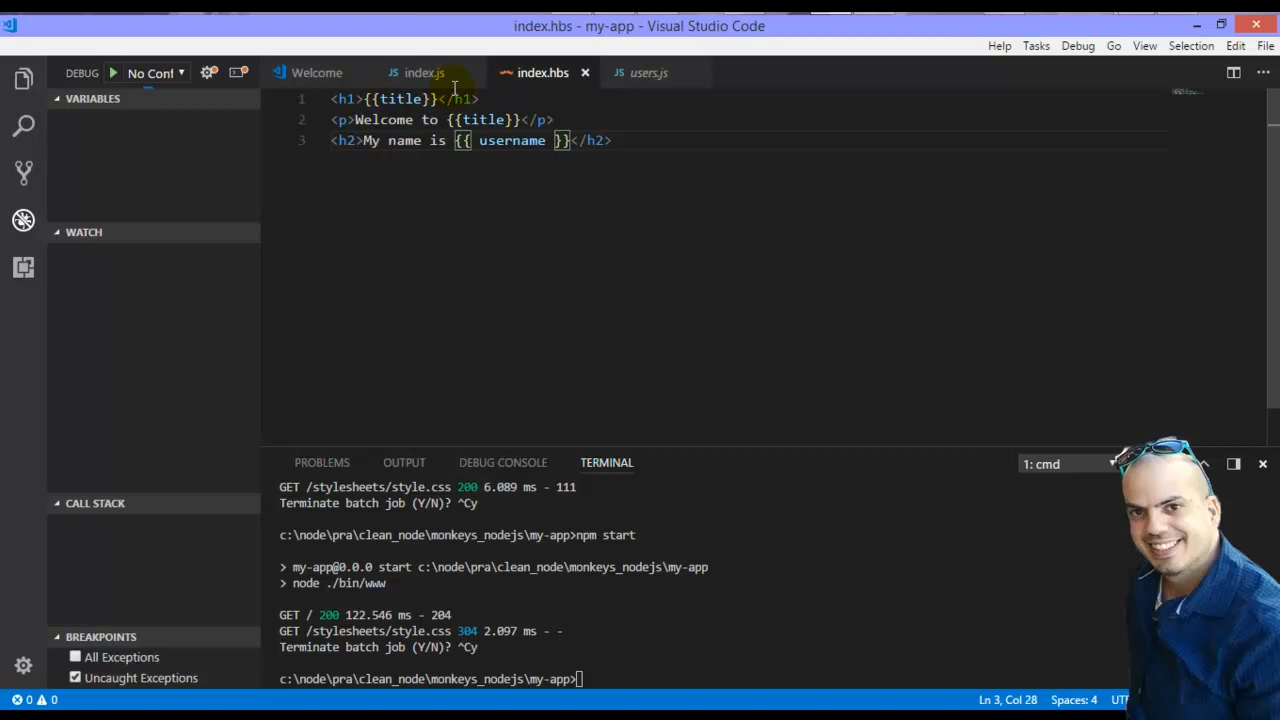 index.hbs - my-app - Visual Studio Code
Help Tasks Debug Go View Selection Edit File
DEBUG No Conf
Welcome index.js index.hbs users.js
VARIABLES
1 <h1>{{title}}</h1>
2 <p>Welcome to {{title}}</p>
3 <h2>My name is {{ username }}</h2>
WATCH
CALL STACK
BREAKPOINTS
All Exceptions
Uncaught Exceptions
PROBLEMS OUTPUT DEBUG CONSOLE TERMINAL 1: cmd
GET /stylesheets/style.css 200 6.089 ms - 111
Terminate batch job (Y/N)? ^Cy
c:\node\pra\clean_node\monkeys_nodejs\my-app>npm start
> my-app@0.0.0 start c:\node\pra\clean_node\monkeys_nodejs\my-app
> node ./bin/www
GET / 200 122.546 ms - 204
GET /stylesheets/style.css 304 2.097 ms - -
Terminate batch job (Y/N)? ^Cy
c:\node\pra\clean_node\monkeys_nodejs\my-app>
0 0 Ln 3, Col 28 Spaces: 4